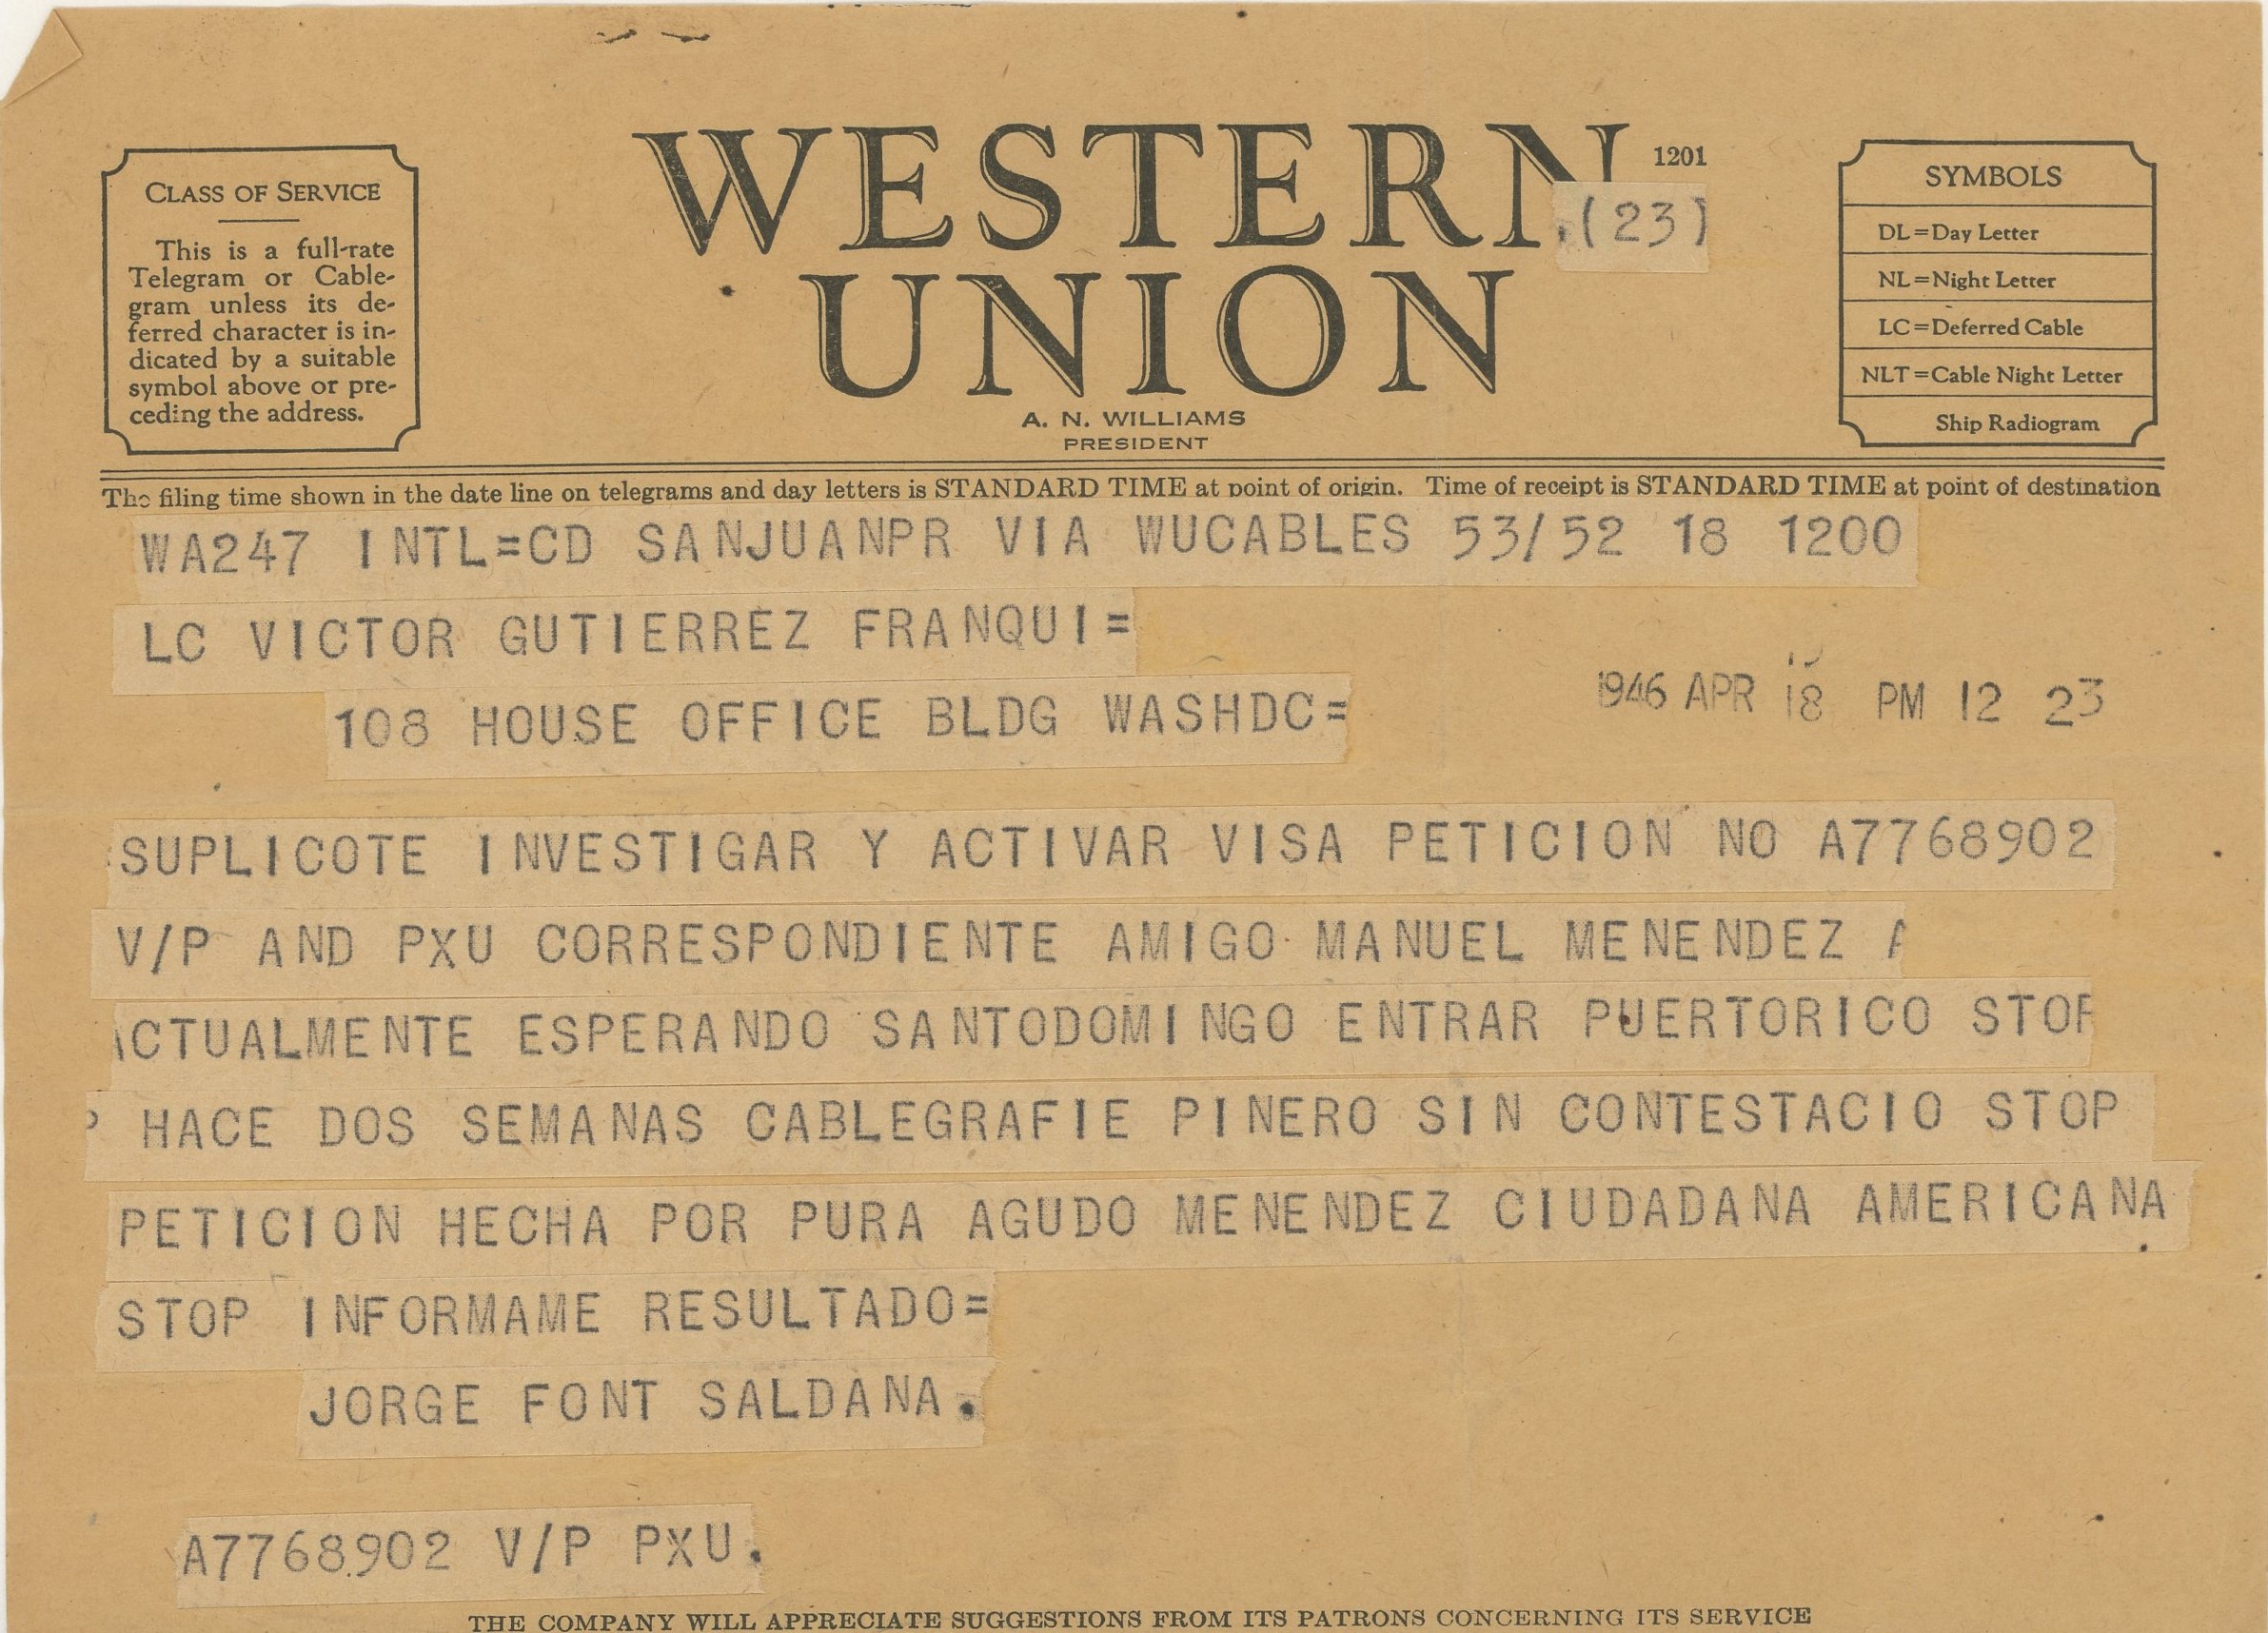 WESTERN
UNION
1201
.(23)
A. N. WILLIAMS
PRESIDENT
CLASS OF SERVICE
This is a full-rate
Telegram or Cable-
gram unless its de-
ferred character is in-
dicated by a suitable
symbol above or pre-
ceding the address.
SYMBOLS
DL=Day Letter
NL=Night Letter
LC=Deferred Cable
NLT=Cable Night Letter
Ship Radiogram
The filing time shown in the date line on telegrams and day letters is STANDARD TIME at point of origin. Time of receipt is STANDARD TIME at point of destination
WA247 INTL=CD SANJUANPR VIA WUCABLES 53/52 18 1200
LC VICTOR GUTIERREZ FRANQUI=
108 HOUSE OFFICE BLDG WASHDC=
1946 APR 18 PM 12 23
SUPLICOTE INVESTIGAR Y ACTIVAR VISA PETICION NO A7768902
V/P AND PXU CORRESPONDIENTE AMIGO MANUEL MENENDEZ A
ACTUALMENTE ESPERANDO SANTODOMINGO ENTRAR PUERTORICO STOP
P HACE DOS SEMANAS CABLEGRAFIE PINERO SIN CONTESTACIO STOP
PETICION HECHA POR PURA AGUDO MENENDEZ CIUDADANA AMERICANA
STOP INFORMAME RESULTADO=
JORGE FONT SALDANA.
A7768902 V/P PXU.
THE COMPANY WILL APPRECIATE SUGGESTIONS FROM ITS PATRONS CONCERNING ITS SERVICE